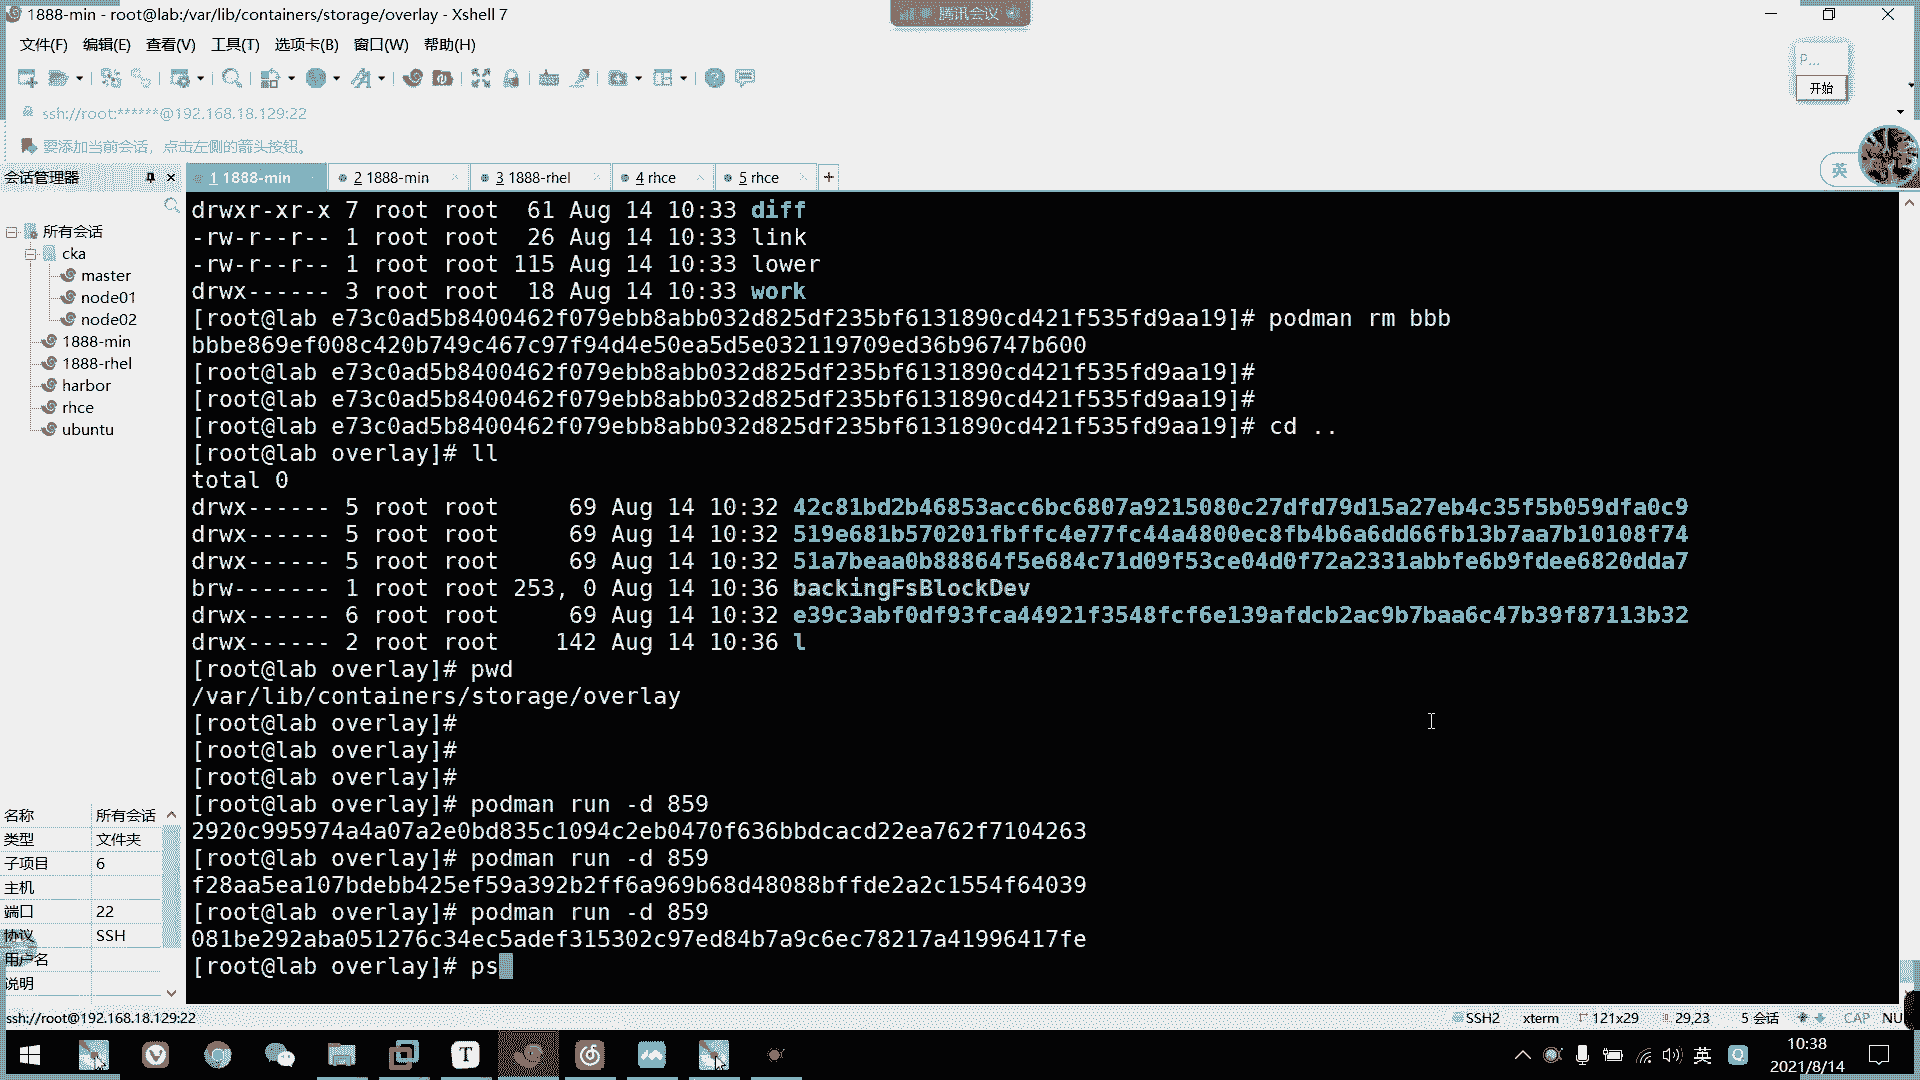 1888-min - root@lab:/var/lib/containers/storage/overlay - Xshell 7
腾讯会议
文件(F) 编辑(E) 查看(V) 工具(T) 选项卡(B) 窗口(W) 帮助(H)
P...
开始
ssh://root:******@192.168.18.129:22
要添加当前会话，点击左侧的箭头按钮。
英
会话管理器
1 1888-min
2 1888-min
3 1888-rhel
4 rhce
5 rhce
所有会话
cka
master
node01
node02
1888-min
1888-rhel
harbor
rhce
ubuntu
名称 所有会话
类型 文件夹
子项目 6
主机
端口 22
协议 SSH
用户名
说明
drwxr-xr-x 7 root root 61 Aug 14 10:33 diff
-rw-r--r-- 1 root root 26 Aug 14 10:33 link
-rw-r--r-- 1 root root 115 Aug 14 10:33 lower
drwx------ 3 root root 18 Aug 14 10:33 work
[root@lab e73c0ad5b8400462f079ebb8abb032d825df235bf6131890cd421f535fd9aa19]# podman rm bbb
bbbe869ef008c420b749c467c97f94d4e50ea5d5e032119709ed36b96747b600
[root@lab e73c0ad5b8400462f079ebb8abb032d825df235bf6131890cd421f535fd9aa19]#
[root@lab e73c0ad5b8400462f079ebb8abb032d825df235bf6131890cd421f535fd9aa19]#
[root@lab e73c0ad5b8400462f079ebb8abb032d825df235bf6131890cd421f535fd9aa19]# cd ..
[root@lab overlay]# ll
total 0
drwx------ 5 root root 69 Aug 14 10:32 42c81bd2b46853acc6bc6807a9215080c27dfd79d15a27eb4c35f5b059dfa0c9
drwx------ 5 root root 69 Aug 14 10:32 519e681b570201fbffc4e77fc44a4800ec8fb4b6a6dd66fb13b7aa7b10108f74
drwx------ 5 root root 69 Aug 14 10:32 51a7beaa0b88864f5e684c71d09f53ce04d0f72a2331abbfe6b9fdee6820dda7
brw------- 1 root root 253, 0 Aug 14 10:36 backingFsBlockDev
drwx------ 6 root root 69 Aug 14 10:32 e39c3abf0df93fca44921f3548fcf6e139afdcb2ac9b7baa6c47b39f87113b32
drwx------ 2 root root 142 Aug 14 10:36 l
[root@lab overlay]# pwd
/var/lib/containers/storage/overlay
[root@lab overlay]#
[root@lab overlay]#
[root@lab overlay]#
[root@lab overlay]# podman run -d 859
2920c995974a4a07a2e0bd835c1094c2eb0470f636bbdcacd22ea762f7104263
[root@lab overlay]# podman run -d 859
f28aa5ea107bdebb425ef59a392b2ff6a969b68d48088bffde2a2c1554f64039
[root@lab overlay]# podman run -d 859
081be292aba051276c34ec5adef315302c97ed84b7a9c6ec78217a41996417fe
[root@lab overlay]# ps
ssh://root@192.168.18.129:22
SSH2 xterm 121x29 29,23 5 会话 CAP NU
英
10:38
2021/8/14